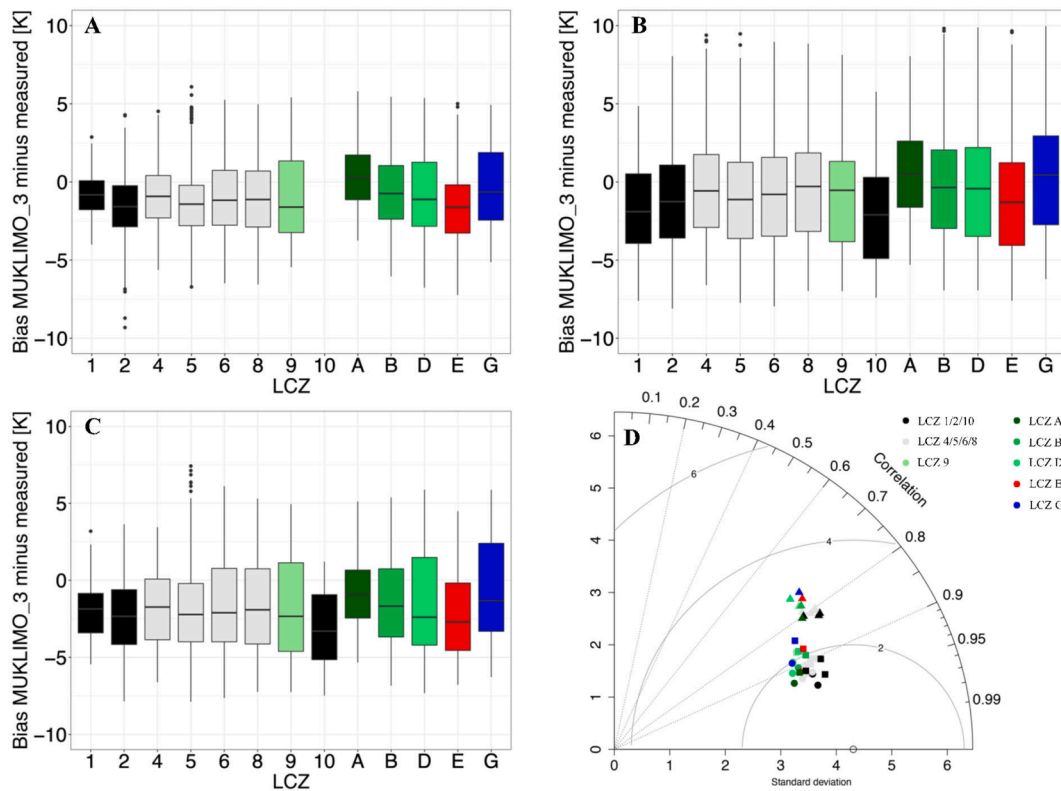 A
Bias MUKLIMO_3 minus measured [K]
10
5
0
−5
−10
1 2 4 5 6 8 9 10 A B D E G
LCZ
B
Bias MUKLIMO_3 minus measured [K]
10
5
0
−5
−10
1 2 4 5 6 8 9 10 A B D E G
LCZ
C
Bias MUKLIMO_3 minus measured [K]
10
5
0
−5
−10
1 2 4 5 6 8 9 10 A B D E G
LCZ
D
0.1 0.2 0.3 0.4 0.5 0.6 0.7 0.8 0.9 0.95 0.99
Correlation
LCZ 1/2/10
LCZ 4/5/6/8
LCZ 9
LCZ A
LCZ B
LCZ D
LCZ E
LCZ G
6
5
4
3
2
1
0
6
4
2
0 1 2 3 4 5 6
Standard deviation